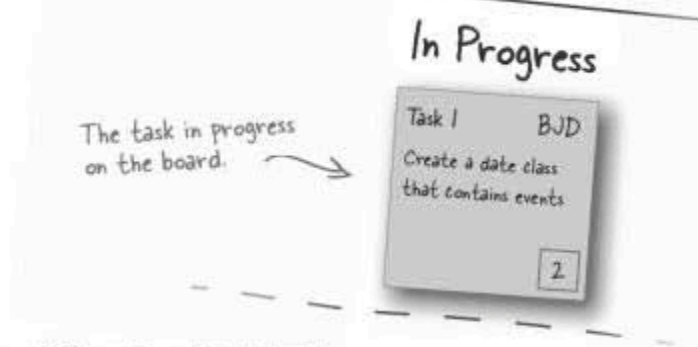 In Progress
The task in progress
on the board.
Task 1 BJD
Create a date class
that contains events
2